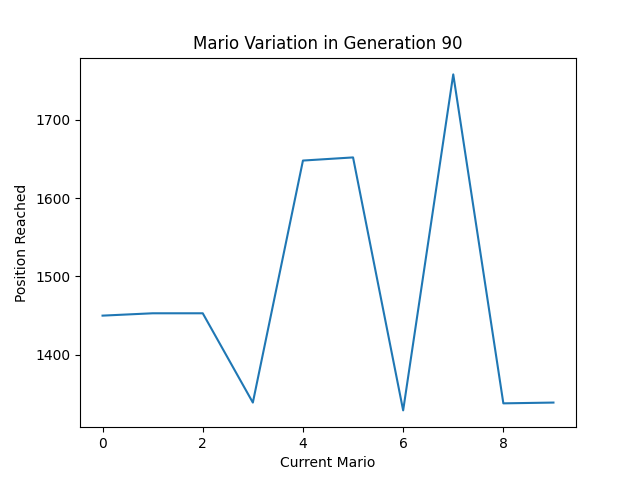 Mario Variation in Generation 90
1700
1600
1500
1400
Position Reached
0 2 4 6 8
Current Mario